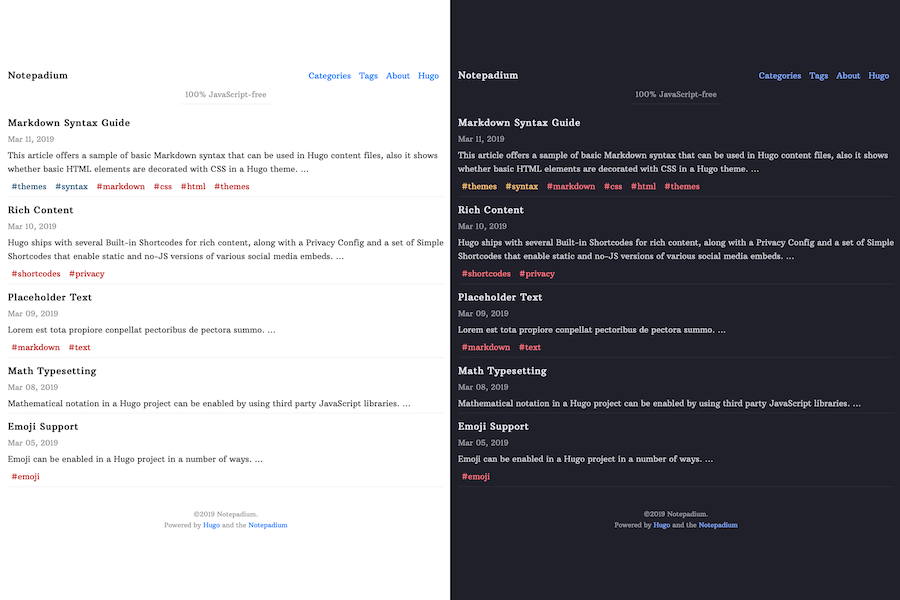 Notepadium
Categories Tags About Hugo
100% JavaScript-free
Markdown Syntax Guide
Mar 11, 2019
This article offers a sample of basic Markdown syntax that can be used in Hugo content files, also it shows
whether basic HTML elements are decorated with CSS in a Hugo theme. ...
#themes #syntax #markdown #css #html #themes
Rich Content
Mar 10, 2019
Hugo ships with several Built-in Shortcodes for rich content, along with a Privacy Config and a set of Simple
Shortcodes that enable static and no-JS versions of various social media embeds. ...
#shortcodes #privacy
Placeholder Text
Mar 09, 2019
Lorem est tota propiore conpellat pectoribus de pectora summo. ...
#markdown #text
Math Typesetting
Mar 08, 2019
Mathematical notation in a Hugo project can be enabled by using third party JavaScript libraries. ...
Emoji Support
Mar 05, 2019
Emoji can be enabled in a Hugo project in a number of ways. ...
#emoji
©2019 Notepadium.
Powered by Hugo and the Notepadium
Notepadium
Categories Tags About Hugo
100% JavaScript-free
Markdown Syntax Guide
Mar 11, 2019
This article offers a sample of basic Markdown syntax that can be used in Hugo content files, also it shows
whether basic HTML elements are decorated with CSS in a Hugo theme. ...
#themes #syntax #markdown #css #html #themes
Rich Content
Mar 10, 2019
Hugo ships with several Built-in Shortcodes for rich content, along with a Privacy Config and a set of Simple
Shortcodes that enable static and no-JS versions of various social media embeds. ...
#shortcodes #privacy
Placeholder Text
Mar 09, 2019
Lorem est tota propiore conpellat pectoribus de pectora summo. ...
#markdown #text
Math Typesetting
Mar 08, 2019
Mathematical notation in a Hugo project can be enabled by using third party JavaScript libraries. ...
Emoji Support
Mar 05, 2019
Emoji can be enabled in a Hugo project in a number of ways. ...
#emoji
©2019 Notepadium.
Powered by Hugo and the Notepadium